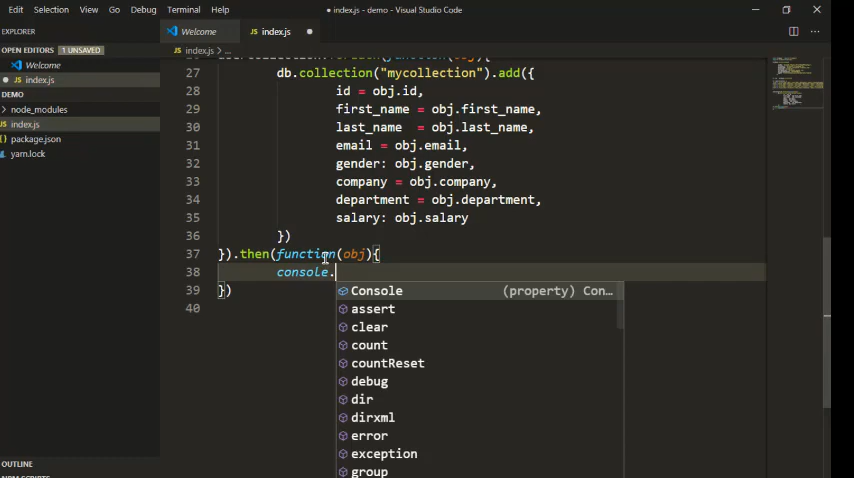 File Selection View Go Debug Terminal Help
● index.js - demo - Visual Studio Code
EXPLORER
OPEN EDITORS 1 UNSAVED
Welcome
JS index.js
DEMO
node_modules
JS index.js
package.json
yarn.lock
OUTLINE
Welcome
JS index.js ●
JS index.js > ...
27 db.collection("mycollection").add({
28 id = obj.id,
29 first_name = obj.first_name,
30 last_name = obj.last_name,
31 email = obj.email,
32 gender: obj.gender,
33 company = obj.company,
34 department = obj.department,
35 salary: obj.salary
36 })
37 }).then(function(obj){
38 console.
39 })
40
Console (property) Con...
assert
clear
count
countReset
debug
dir
dirxml
error
exception
group